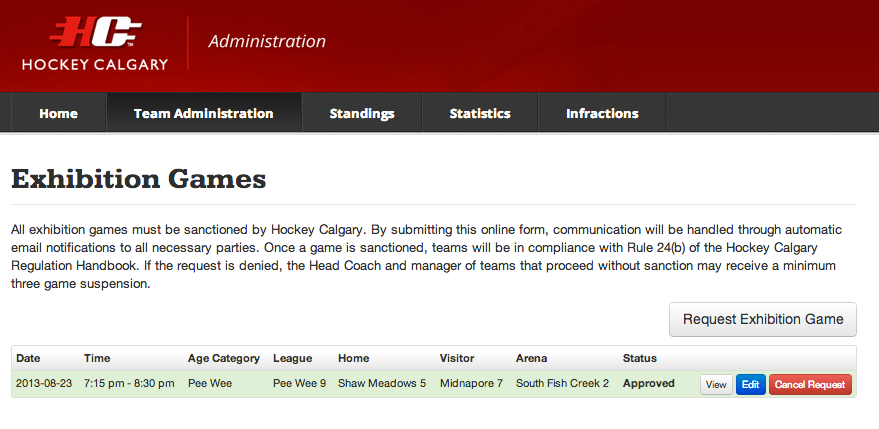 HC™
HOCKEY CALGARY
Administration
Home Team Administration Standings Statistics Infractions
Exhibition Games
All exhibition games must be sanctioned by Hockey Calgary. By submitting this online form, communication will be handled through automatic
email notifications to all necessary parties. Once a game is sanctioned, teams will be in compliance with Rule 24(b) of the Hockey Calgary
Regulation Handbook. If the request is denied, the Head Coach and manager of teams that proceed without sanction may receive a minimum
three game suspension.
Request Exhibition Game
Date Time Age Category League Home Visitor Arena Status
2013-08-23 7:15 pm - 8:30 pm Pee Wee Pee Wee 9 Shaw Meadows 5 Midnapore 7 South Fish Creek 2 Approved View Edit Cancel Request